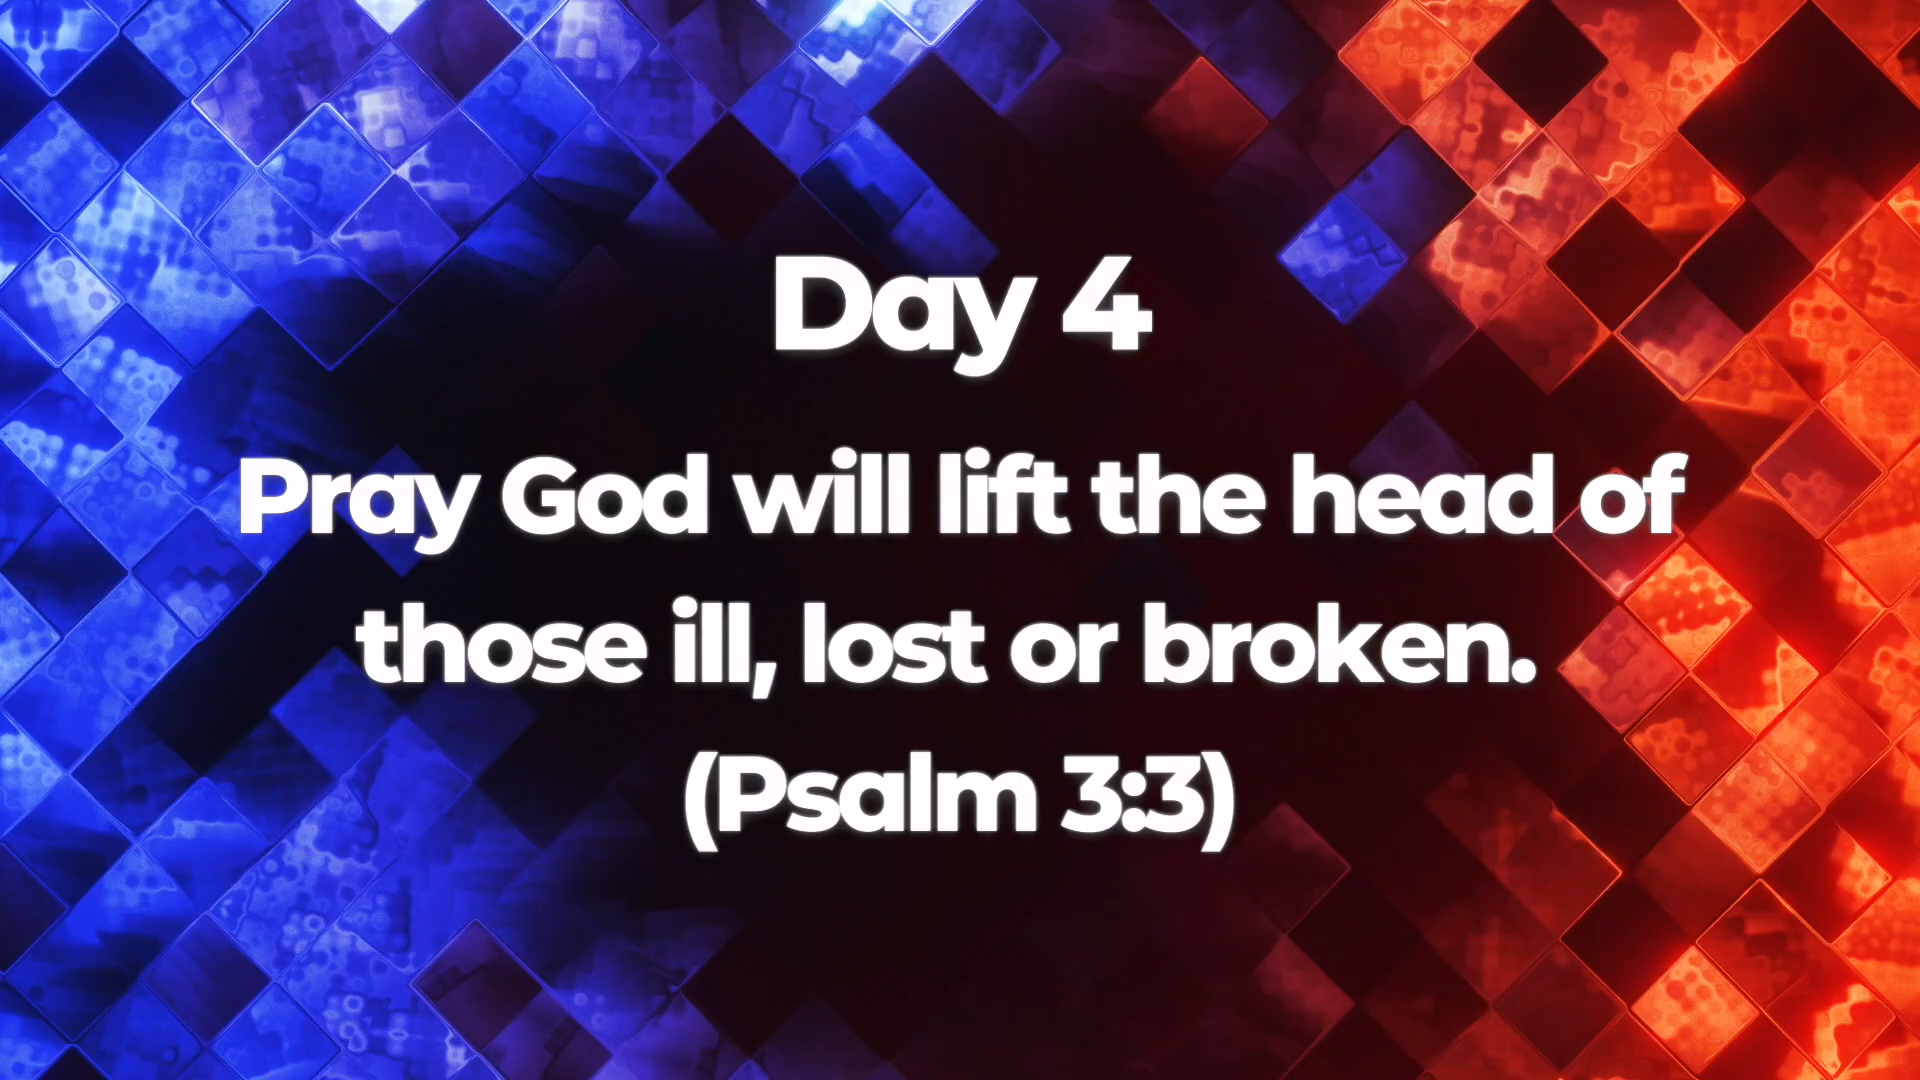 Day 4
Pray God will lift the head of
those ill, lost or broken.
(Psalm 3:3)